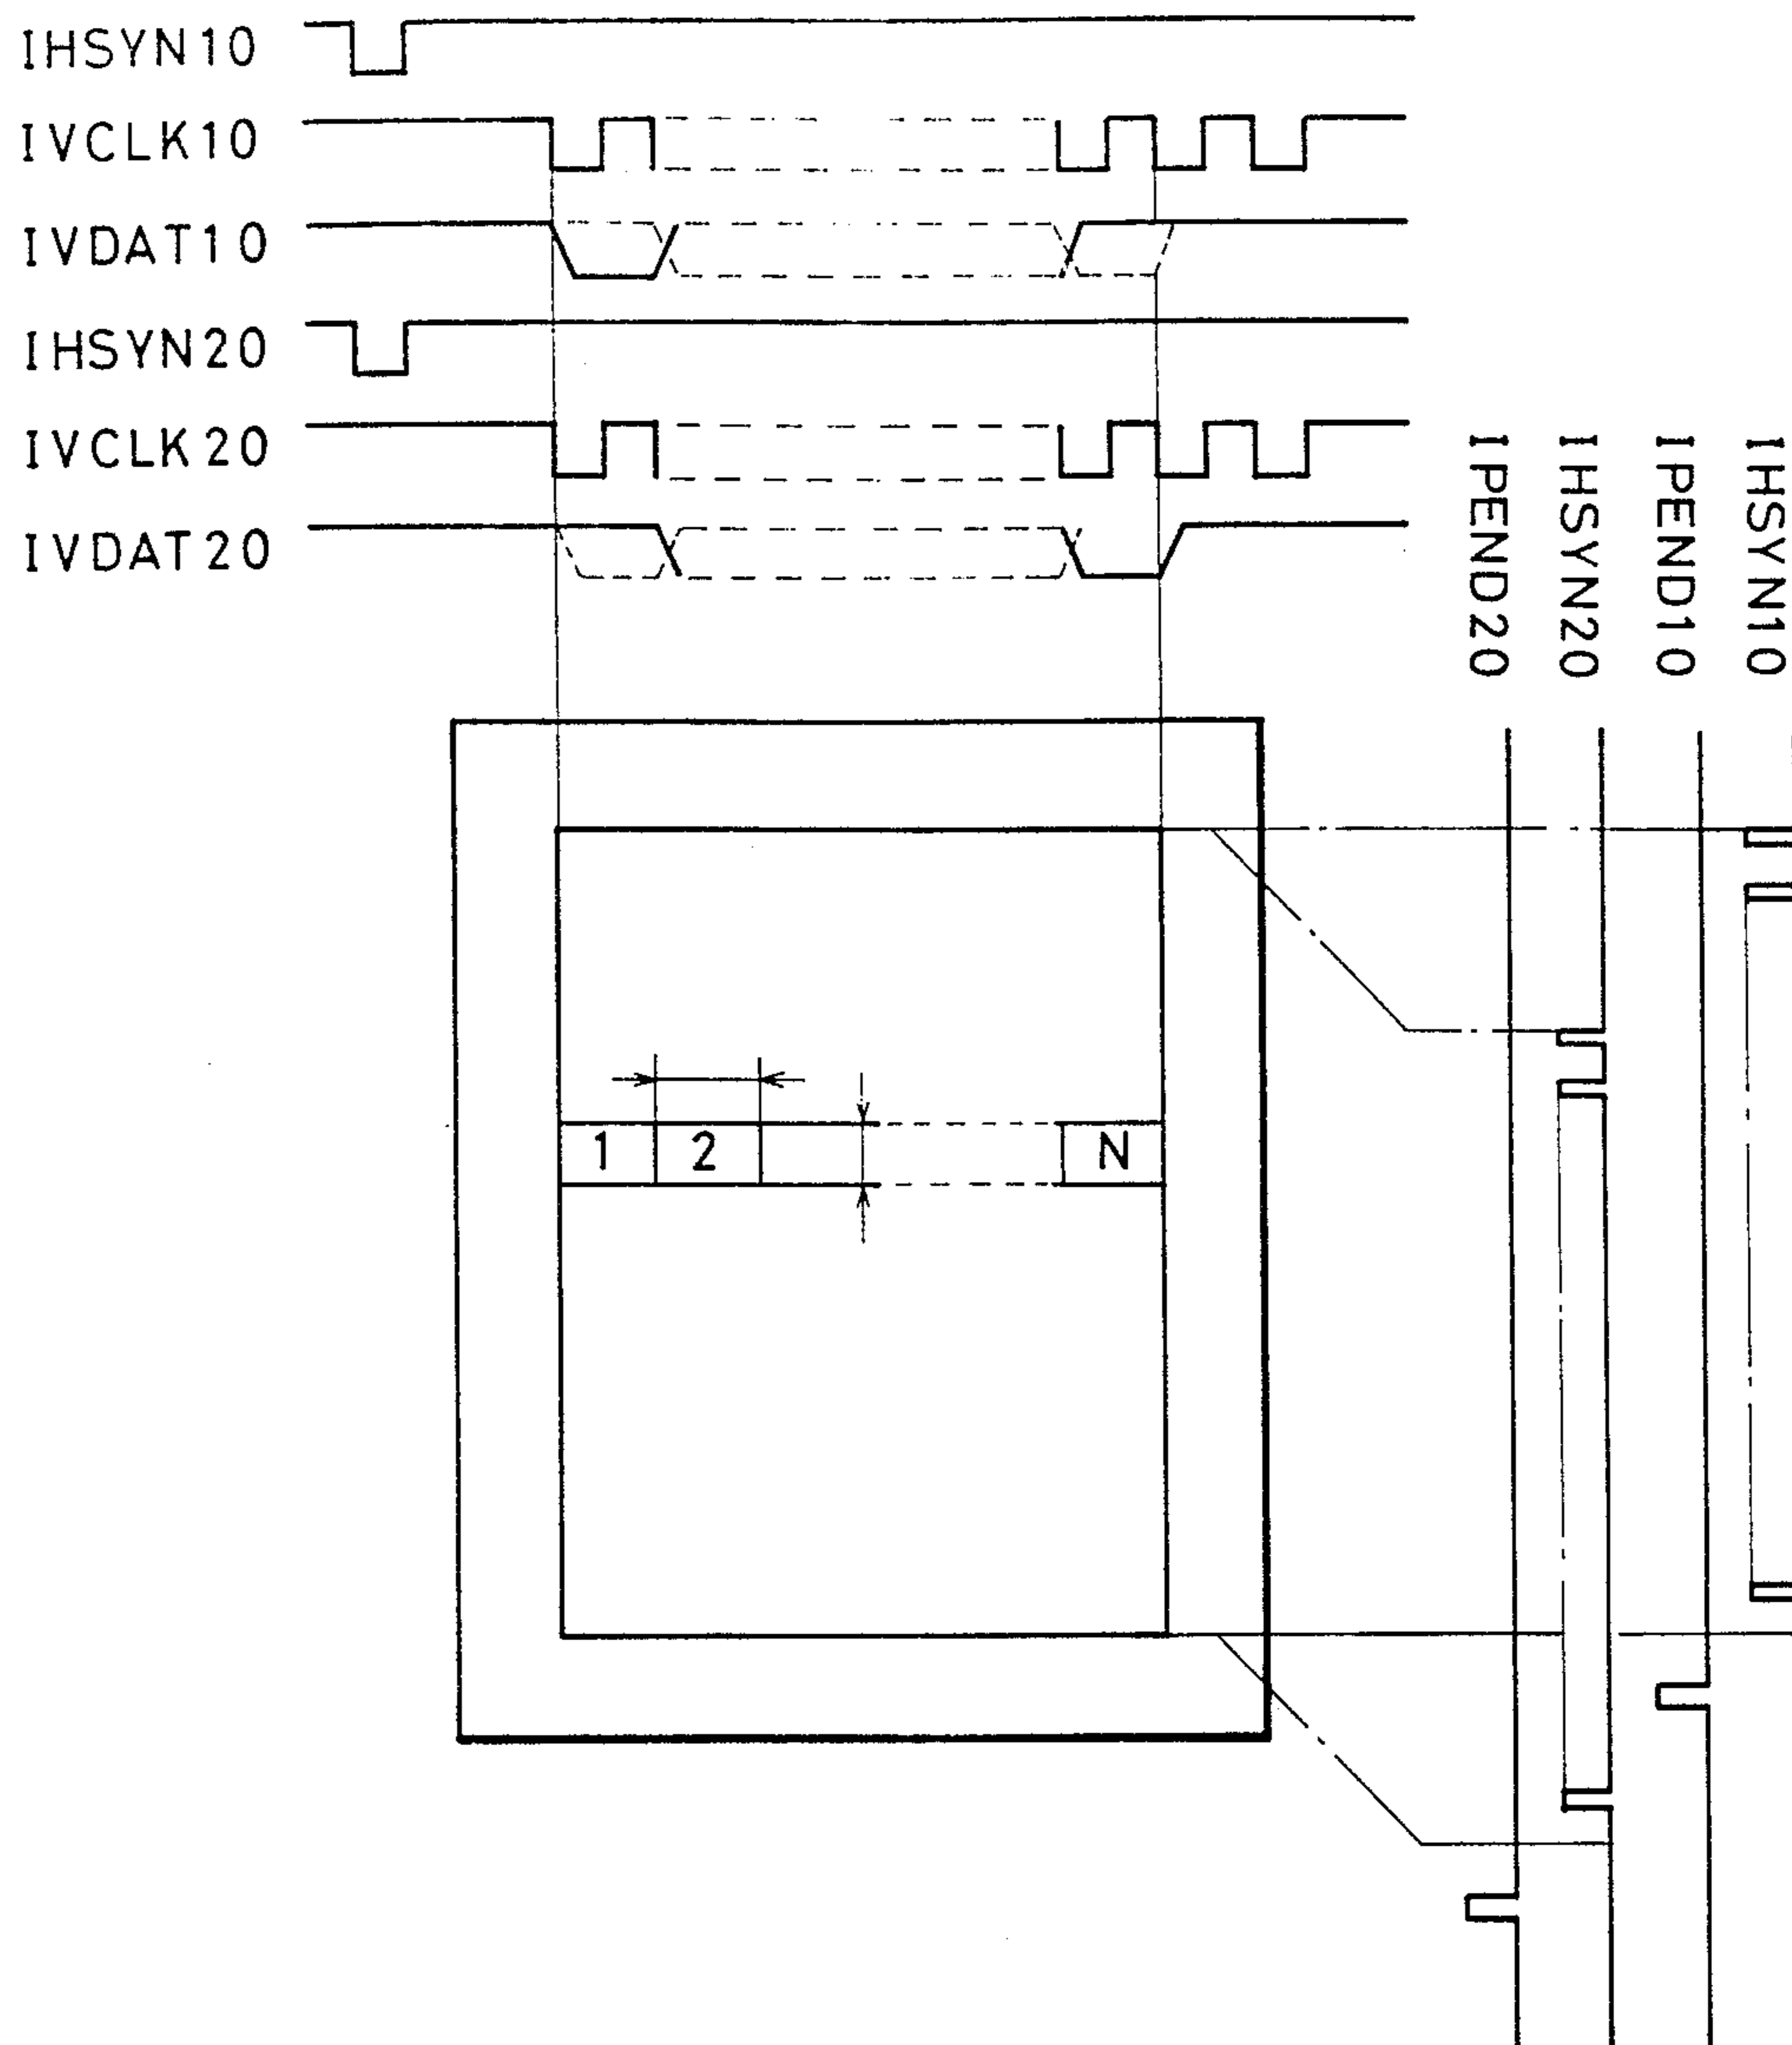 IHSYN10
IVCLK10
IVDAT10
IHSYN20
IVCLK20
IVDAT20
IPEND20
IHSYN20
IPEND10
IHSYN10
1 2 N